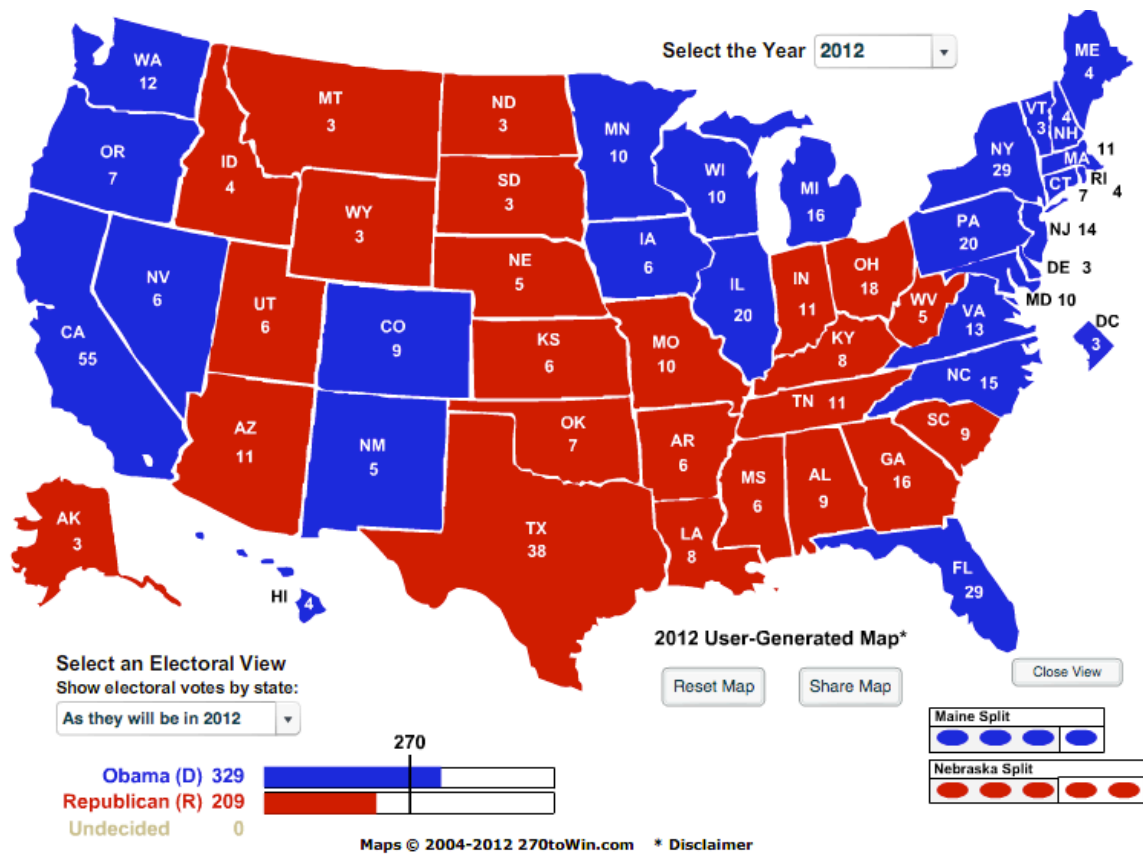 Select the Year 2012
WA
12
OR
7
CA
55
NV
6
ID
4
MT
3
WY
3
UT
6
CO
9
AZ
11
NM
5
ND
3
SD
3
NE
5
KS
6
OK
7
TX
38
MN
10
IA
6
MO
10
AR
6
LA
8
WI
10
IL
20
MI
16
IN
11
OH
18
KY
8
TN 11
MS
6
AL
9
GA
16
FL
29
SC
9
NC 15
VA
13
WV
5
PA
20
NY
29
VT
3
4
NH
ME
4
MA
11
RI
4
CT
7
NJ 14
DE 3
MD 10
DC
3
AK
3
HI
4
2012 User-Generated Map*
Reset Map
Share Map
Close View
Select an Electoral View
Show electoral votes by state:
As they will be in 2012
270
Obama (D) 329
Republican (R) 209
Undecided 0
Maine Split
Nebraska Split
Maps © 2004-2012 270toWin.com * Disclaimer